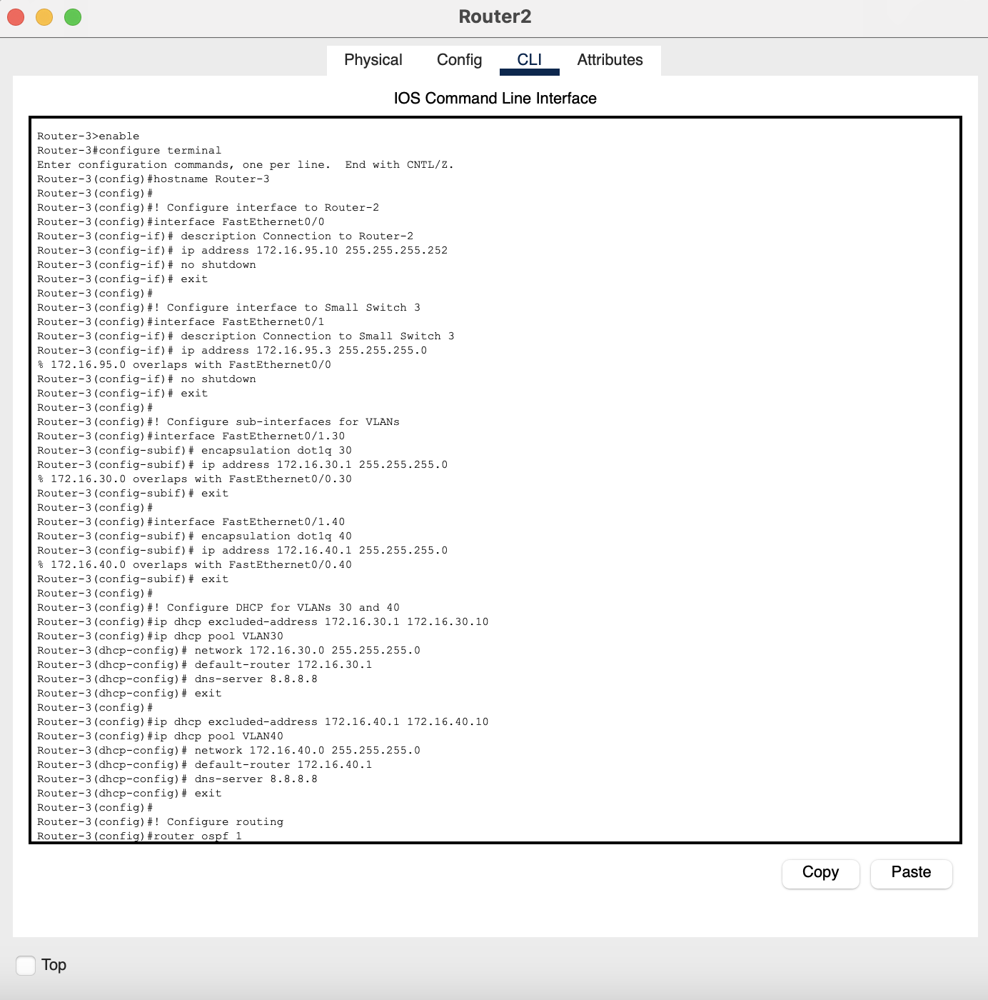 Router2
Physical Config CLI Attributes
IOS Command Line Interface
Router-3>enable
Router-3#configure terminal
Enter configuration commands, one per line.  End with CNTL/Z.
Router-3(config)#hostname Router-3
Router-3(config)#
Router-3(config)#! Configure interface to Router-2
Router-3(config)#interface FastEthernet0/0
Router-3(config-if)# description Connection to Router-2
Router-3(config-if)# ip address 172.16.95.10 255.255.255.252
Router-3(config-if)# no shutdown
Router-3(config-if)# exit
Router-3(config)#
Router-3(config)#! Configure interface to Small Switch 3
Router-3(config)#interface FastEthernet0/1
Router-3(config-if)# description Connection to Small Switch 3
Router-3(config-if)# ip address 172.16.95.3 255.255.255.0
% 172.16.95.0 overlaps with FastEthernet0/0
Router-3(config-if)# no shutdown
Router-3(config-if)# exit
Router-3(config)#
Router-3(config)#! Configure sub-interfaces for VLANs
Router-3(config)#interface FastEthernet0/1.30
Router-3(config-subif)# encapsulation dot1q 30
Router-3(config-subif)# ip address 172.16.30.1 255.255.255.0
% 172.16.30.0 overlaps with FastEthernet0/0.30
Router-3(config-subif)# exit
Router-3(config)#
Router-3(config)#interface FastEthernet0/1.40
Router-3(config-subif)# encapsulation dot1q 40
Router-3(config-subif)# ip address 172.16.40.1 255.255.255.0
% 172.16.40.0 overlaps with FastEthernet0/0.40
Router-3(config-subif)# exit
Router-3(config)#
Router-3(config)#! Configure DHCP for VLANs 30 and 40
Router-3(config)#ip dhcp excluded-address 172.16.30.1 172.16.30.10
Router-3(config)#ip dhcp pool VLAN30
Router-3(dhcp-config)# network 172.16.30.0 255.255.255.0
Router-3(dhcp-config)# default-router 172.16.30.1
Router-3(dhcp-config)# dns-server 8.8.8.8
Router-3(dhcp-config)# exit
Router-3(config)#
Router-3(config)#ip dhcp excluded-address 172.16.40.1 172.16.40.10
Router-3(config)#ip dhcp pool VLAN40
Router-3(dhcp-config)# network 172.16.40.0 255.255.255.0
Router-3(dhcp-config)# default-router 172.16.40.1
Router-3(dhcp-config)# dns-server 8.8.8.8
Router-3(dhcp-config)# exit
Router-3(config)#
Router-3(config)#! Configure routing
Router-3(config)#router ospf 1
Copy Paste
Top